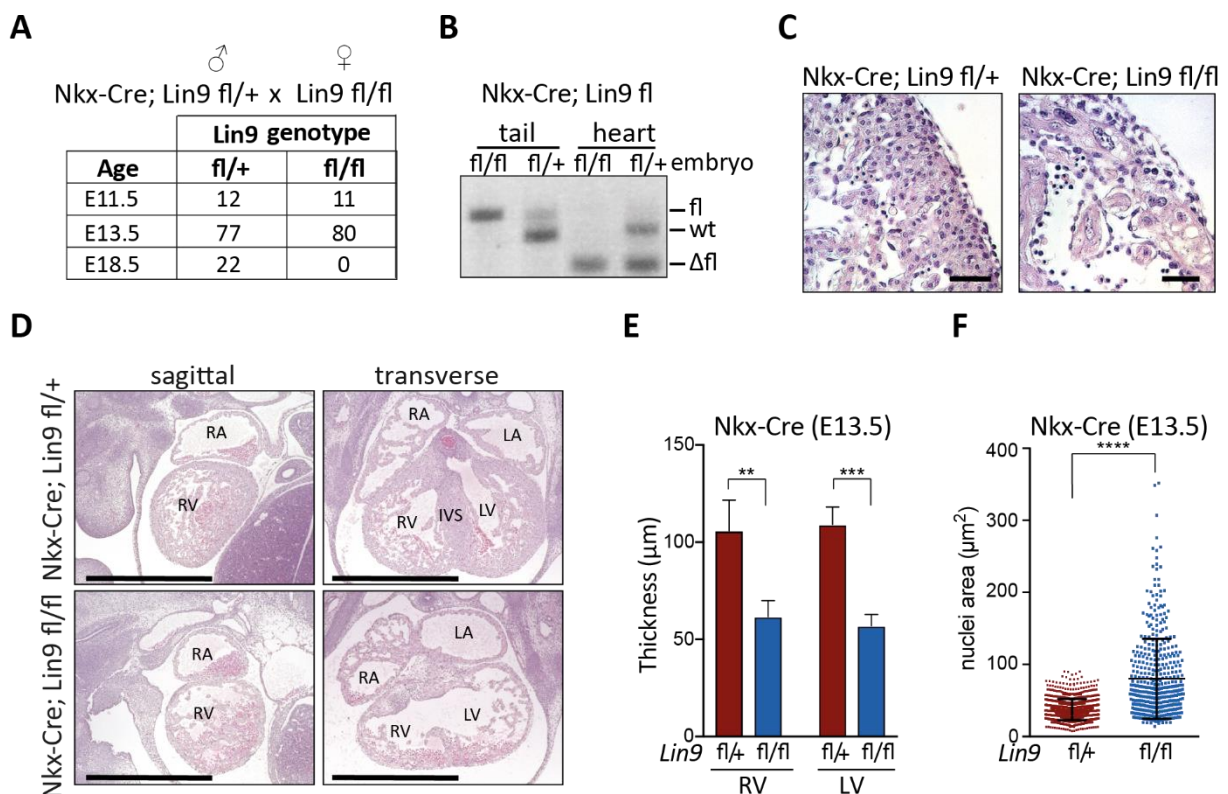 A
♂ ♀
Nkx-Cre; Lin9 fl/+ x Lin9 fl/fl
Lin9 genotype
Age fl/+ fl/fl
E11.5 12 11
E13.5 77 80
E18.5 22 0
B
Nkx-Cre; Lin9 fl
tail heart
fl/fl fl/+ fl/fl fl/+ embryo
fl
wt
Δfl
C
Nkx-Cre; Lin9 fl/+ Nkx-Cre; Lin9 fl/fl
D
sagittal transverse
Nkx-Cre; Lin9 fl/+
RA
RV
RA
LA
RV
IVS
LV
Nkx-Cre; Lin9 fl/fl
RA
RV
LA
RA
LV
RV
E
Nkx-Cre (E13.5)
Thickness (µm)
150
100
50
0
** ***
Lin9 fl/+ fl/fl fl/+ fl/fl
RV LV
F
Nkx-Cre (E13.5)
nuclei area (µm²)
400
300
200
100
0
****
Lin9 fl/+ fl/fl